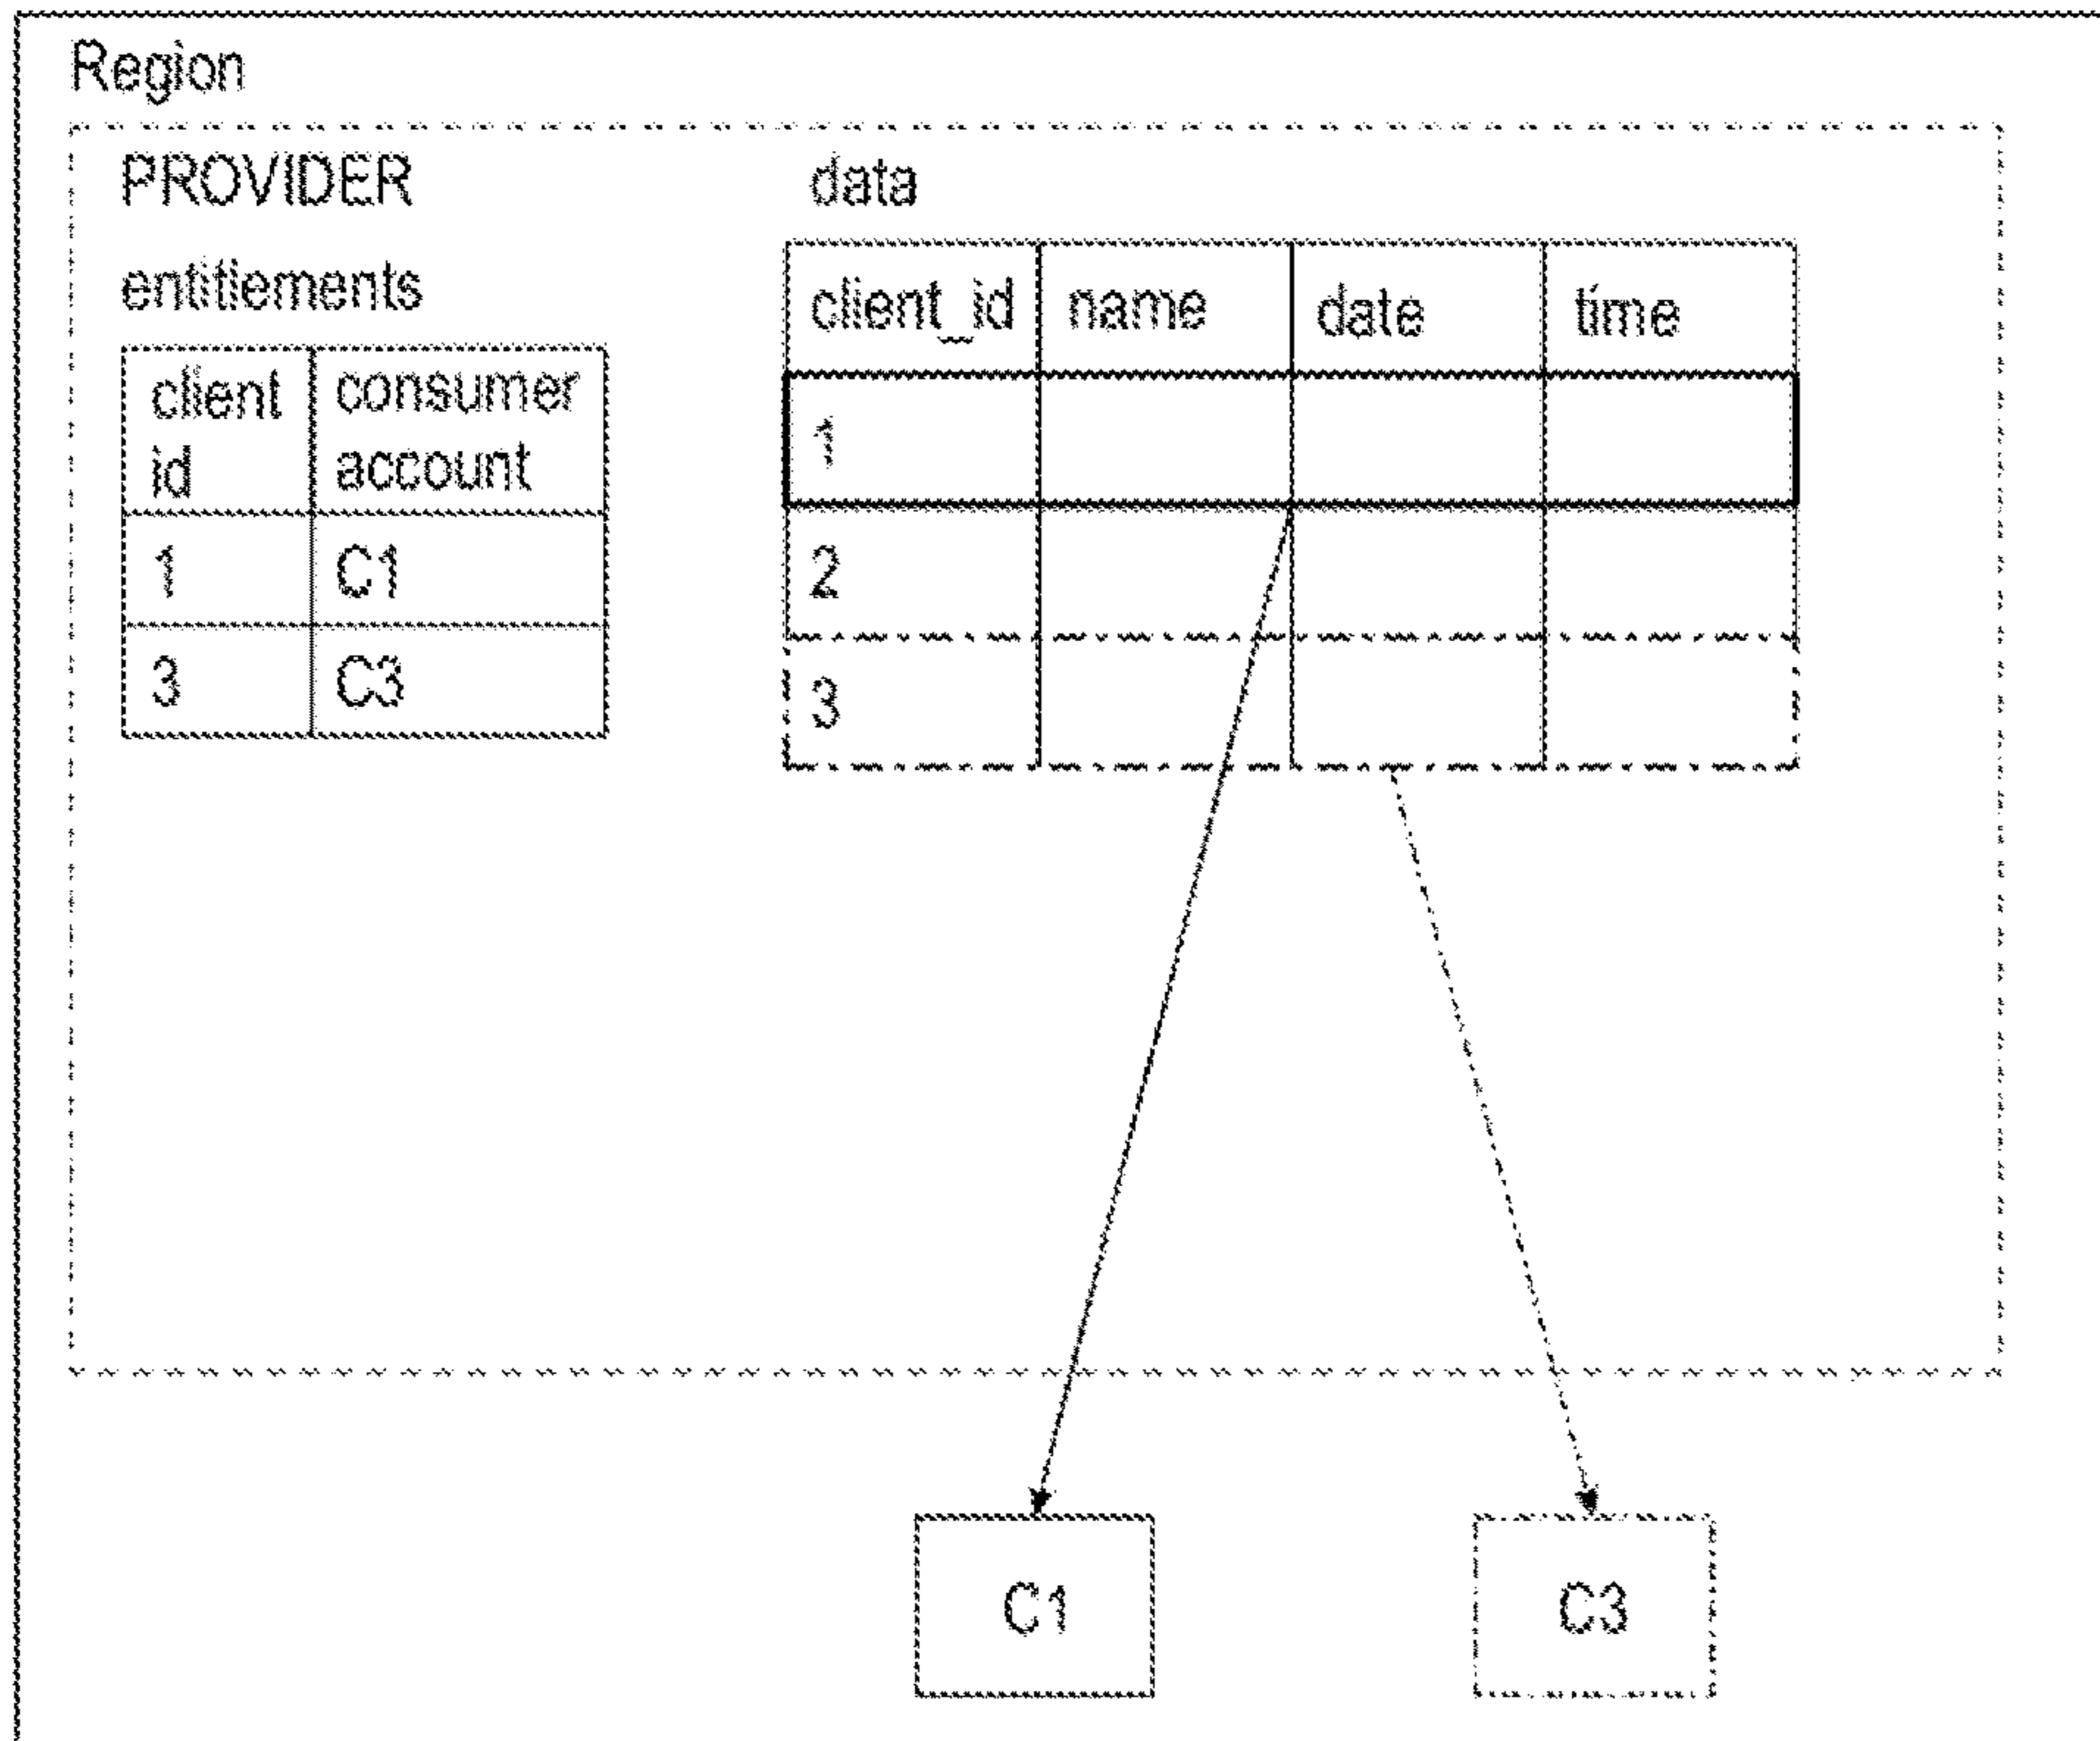 Region
PROVIDER
entitlements
client id consumer account
1 C1
3 C3
data
client_id name date time
1
2
3
C1
C3